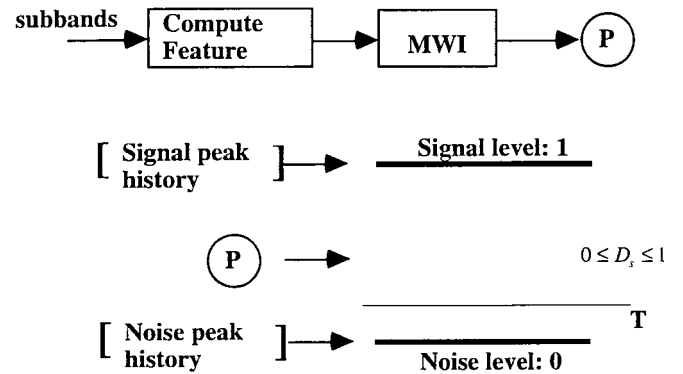 subbands
Compute
Feature
MWI
P
[ Signal peak
history ]
Signal level: 1
P
0 ≤ D_s ≤ 1
T
[ Noise peak
history ]
Noise level: 0